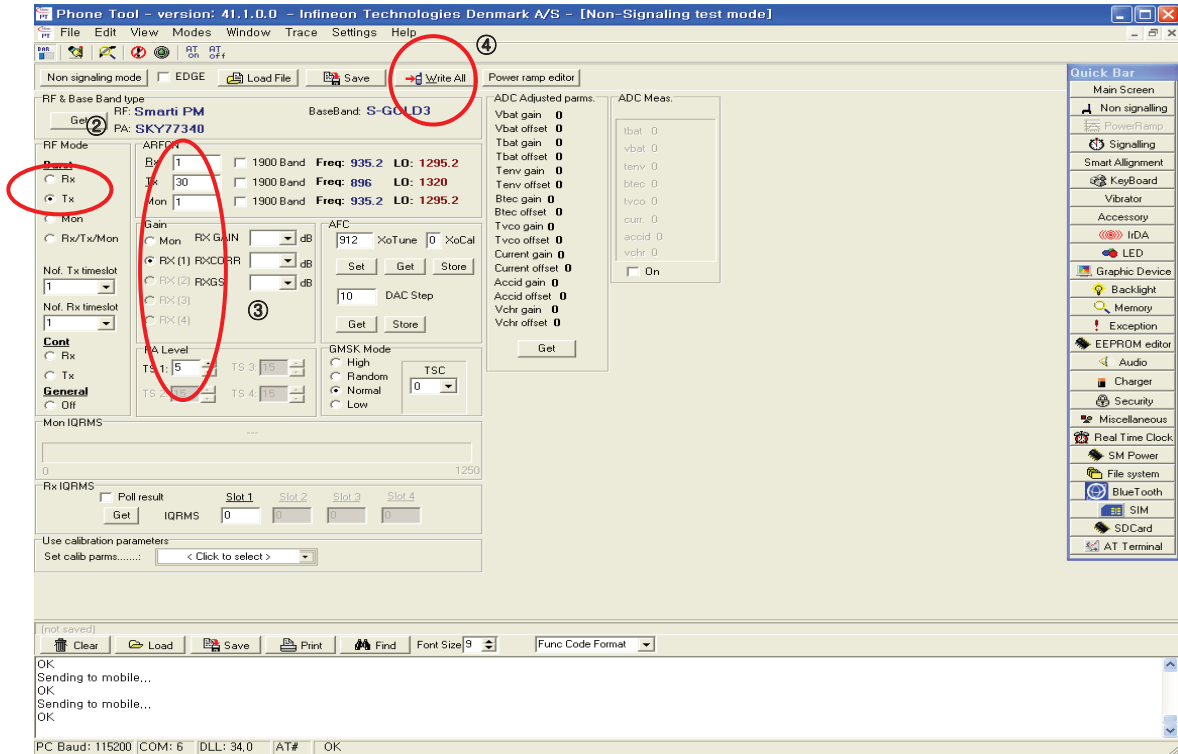 Phone Tool - version: 41.1.0.0 - Infineon Technologies Denmark A/S - [Non-Signaling test mode]
File Edit View Modes Window Trace Settings Help
AT on AT off
④
Non signaling mode EDGE Load File Save Write All Power ramp editor
RF & Base Band type
RF: Smarti PM BaseBand: S-GOLD3
Get ② PA: SKY77340
RF Mode
Burst
Rx
Tx
Mon
Rx/Tx/Mon
Nof. Tx timeslot
1
Nof. Rx timeslot
1
Cont
Rx
Tx
General
Off
ARFCN
Rx 1 1900 Band Freq: 935.2 LO: 1295.2
Tx 30 1900 Band Freq: 896 LO: 1320
Mon 1 1900 Band Freq: 935.2 LO: 1295.2
Gain
Mon RX GAIN dB
RX (1) RXCORR dB
RX (2) RXGS dB
RX (3)
RX (4)
③
AFC
912 XoTune 0 XoCal
Set Get Store
10 DAC Step
Get Store
PA Level
TS 1: 5 TS 3: 15
TS 2: 15 TS 4: 15
GMSK Mode
High
Random
Normal
Low
TSC
0
Mon IQRMS
---
0 1250
Rx IQRMS
Poll result Slot 1 Slot 2 Slot 3 Slot 4
Get IQRMS 0 0 0 0
Use calibration parameters
Set calib parms......: < Click to select >
ADC Adjusted parms.
Vbat gain 0
Vbat offset 0
Tbat gain 0
Tbat offset 0
Tenv gain 0
Tenv offset 0
Btec gain 0
Btec offset 0
Tvco gain 0
Tvco offset 0
Current gain 0
Current offset 0
Accid gain 0
Accid offset 0
Vchr gain 0
Vchr offset 0
Get
ADC Meas.
tbat 0
vbat 0
tenv 0
btec 0
tvco 0
curr. 0
accid 0
vchr 0
On
Quick Bar
Main Screen
Non signalling
PowerRamp
Signalling
Smart Allignment
KeyBoard
Vibrator
Accessory
IrDA
LED
Graphic Device
Backlight
Memory
Exception
EEPROM editor
Audio
Charger
Security
Miscellaneous
Real Time Clock
SM Power
File system
BlueTooth
SIM
SDCard
AT Terminal
(not saved)
Clear Load Save Print Find Font Size 9 Func Code Format
OK
Sending to mobile...
OK
Sending to mobile...
OK
PC Baud: 115200 COM: 6 DLL: 34.0 AT# OK